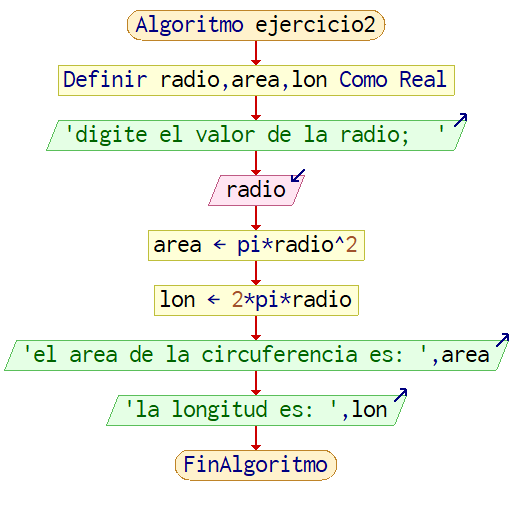 Algoritmo ejercicio2
Definir radio,area,lon Como Real
'digite el valor de la radio;  '
radio
area ← pi*radio^2
lon ← 2*pi*radio
'el area de la circuferencia es: ',area
'la longitud es: ',lon
FinAlgoritmo